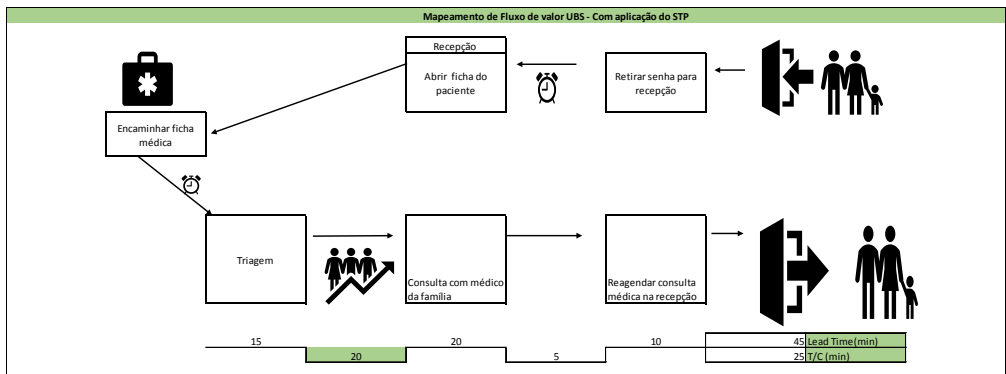 Mapeamento de Fluxo de valor UBS - Com aplicação do STP
Recepção
Abrir ficha do
paciente
Retirar senha para
recepção
Encaminhar ficha
médica
Triagem
Consulta com médico
da família
Reagendar consulta
médica na recepção
15
20
20
5
10
45 Lead Time(min)
25 T/C (min)